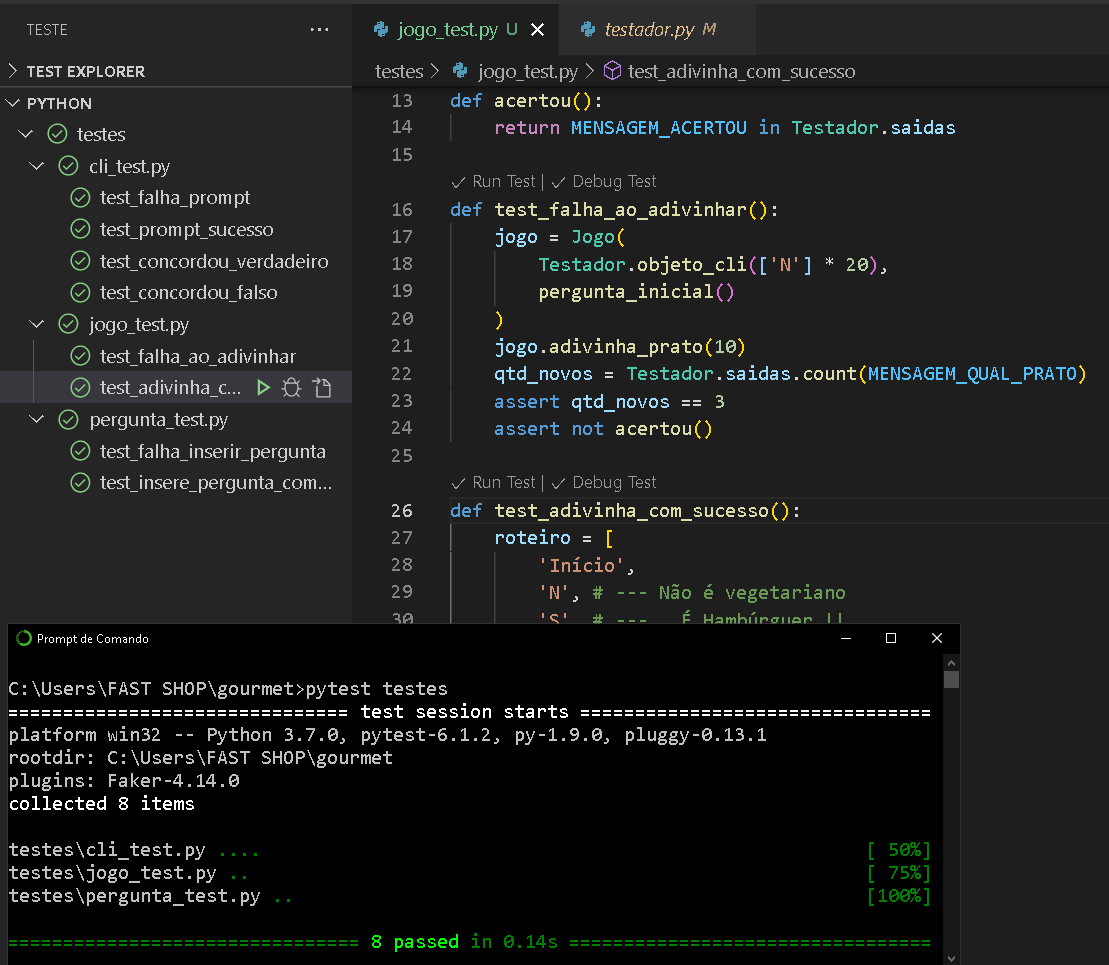 TESTE ...
TEST EXPLORER
PYTHON
testes
cli_test.py
test_falha_prompt
test_prompt_sucesso
test_concordou_verdadeiro
test_concordou_falso
jogo_test.py
test_falha_ao_adivinhar
test_adivinha_c...
pergunta_test.py
test_falha_inserir_pergunta
test_insere_pergunta_com...
jogo_test.py U testador.py M
testes > jogo_test.py > test_adivinha_com_sucesso
13 def acertou():
14 return MENSAGEM_ACERTOU in Testador.saidas
15
Run Test | Debug Test
16 def test_falha_ao_adivinhar():
17 jogo = Jogo(
18 Testador.objeto_cli(['N'] * 20),
19 pergunta_inicial()
20 )
21 jogo.adivinha_prato(10)
22 qtd_novos = Testador.saidas.count(MENSAGEM_QUAL_PRATO)
23 assert qtd_novos == 3
24 assert not acertou()
25
Run Test | Debug Test
26 def test_adivinha_com_sucesso():
27 roteiro = [
28 'Início',
29 'N', # --- Não é vegetariano
30 'S', # --- É Hambúrguer !!
Prompt de Comando
C:\Users\FAST SHOP\gourmet>pytest testes
=============================== test session starts ================================
platform win32 -- Python 3.7.0, pytest-6.1.2, py-1.9.0, pluggy-0.13.1
rootdir: C:\Users\FAST SHOP\gourmet
plugins: Faker-4.14.0
collected 8 items
testes\cli_test.py .... [ 50%]
testes\jogo_test.py .. [ 75%]
testes\pergunta_test.py .. [100%]
================================ 8 passed in 0.14s =================================